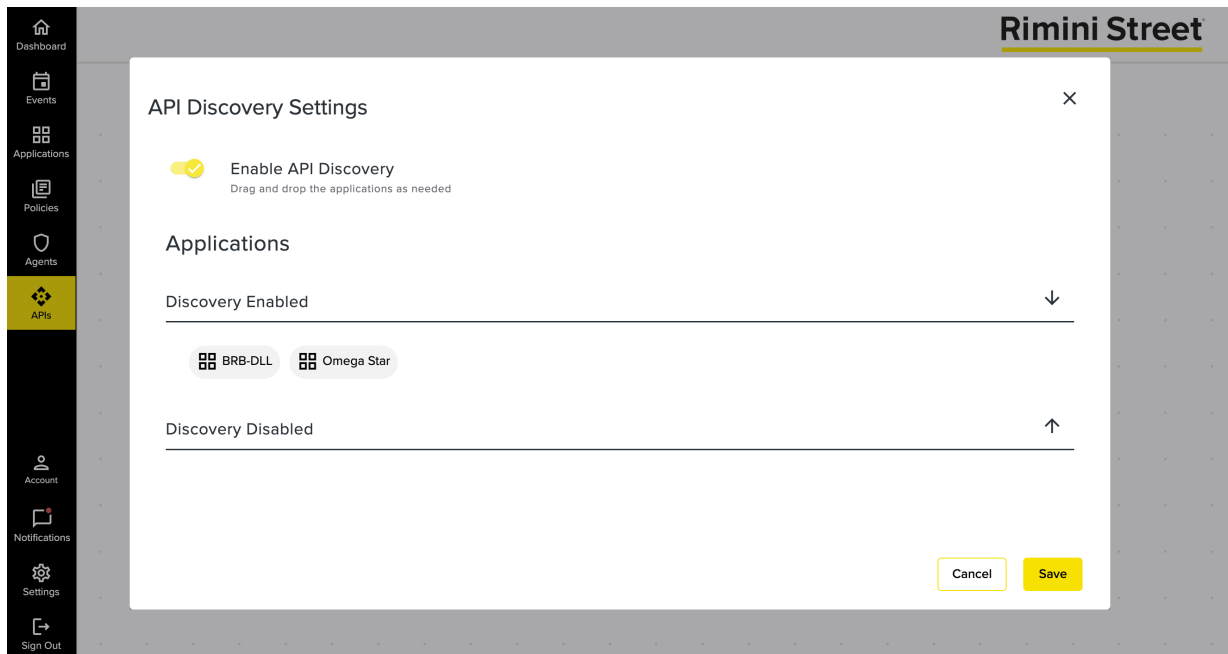 Rimini Street
Dashboard
Events
Applications
Policies
Agents
APIs
Account
Notifications
Settings
Sign Out
API Discovery Settings
Enable API Discovery
Drag and drop the applications as needed
Applications
Discovery Enabled
BRB-DLL
Omega Star
Discovery Disabled
Cancel
Save